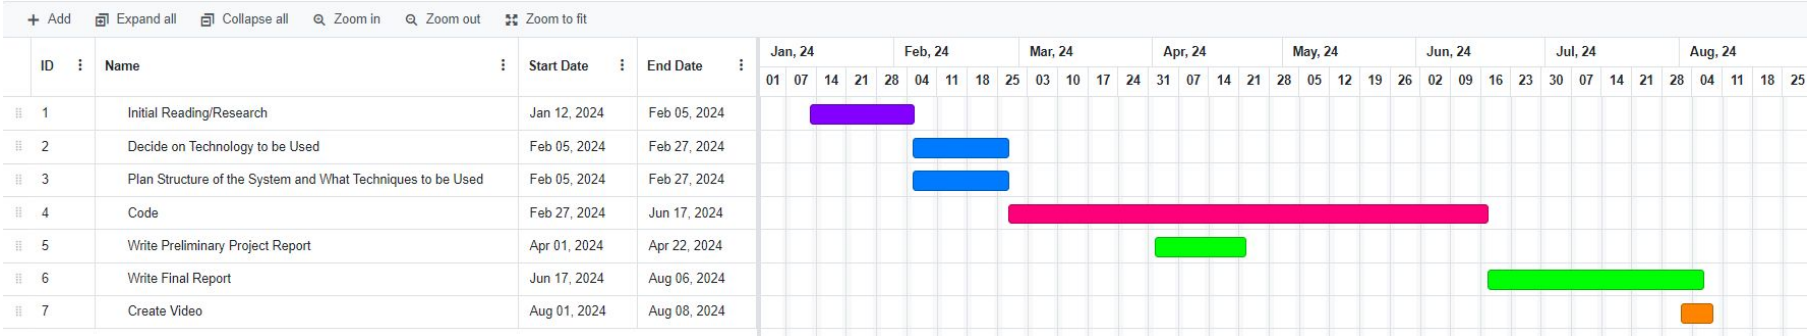 Add Expand all Collapse all Zoom in Zoom out Zoom to fit
Jan, 24 Feb, 24 Mar, 24 Apr, 24 May, 24 Jun, 24 Jul, 24 Aug, 24
ID Name Start Date End Date
01 07 14 21 28 04 11 18 25 03 10 17 24 31 07 14 21 28 05 12 19 26 02 09 16 23 30 07 14 21 28 04 11 18 25
1 Initial Reading/Research Jan 12, 2024 Feb 05, 2024
2 Decide on Technology to be Used Feb 05, 2024 Feb 27, 2024
3 Plan Structure of the System and What Techniques to be Used Feb 05, 2024 Feb 27, 2024
4 Code Feb 27, 2024 Jun 17, 2024
5 Write Preliminary Project Report Apr 01, 2024 Apr 22, 2024
6 Write Final Report Jun 17, 2024 Aug 06, 2024
7 Create Video Aug 01, 2024 Aug 08, 2024